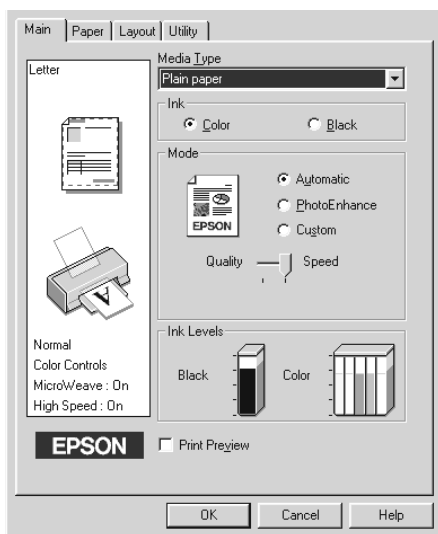 Main Paper Layout Utility
Letter
Media Type
Plain paper
Ink
Color Black
Mode
EPSON
Automatic
PhotoEnhance
Custom
Quality Speed
Ink Levels
Black Color
Normal
Color Controls
MicroWeave : On
High Speed : On
EPSON
Print Preview
OK Cancel Help